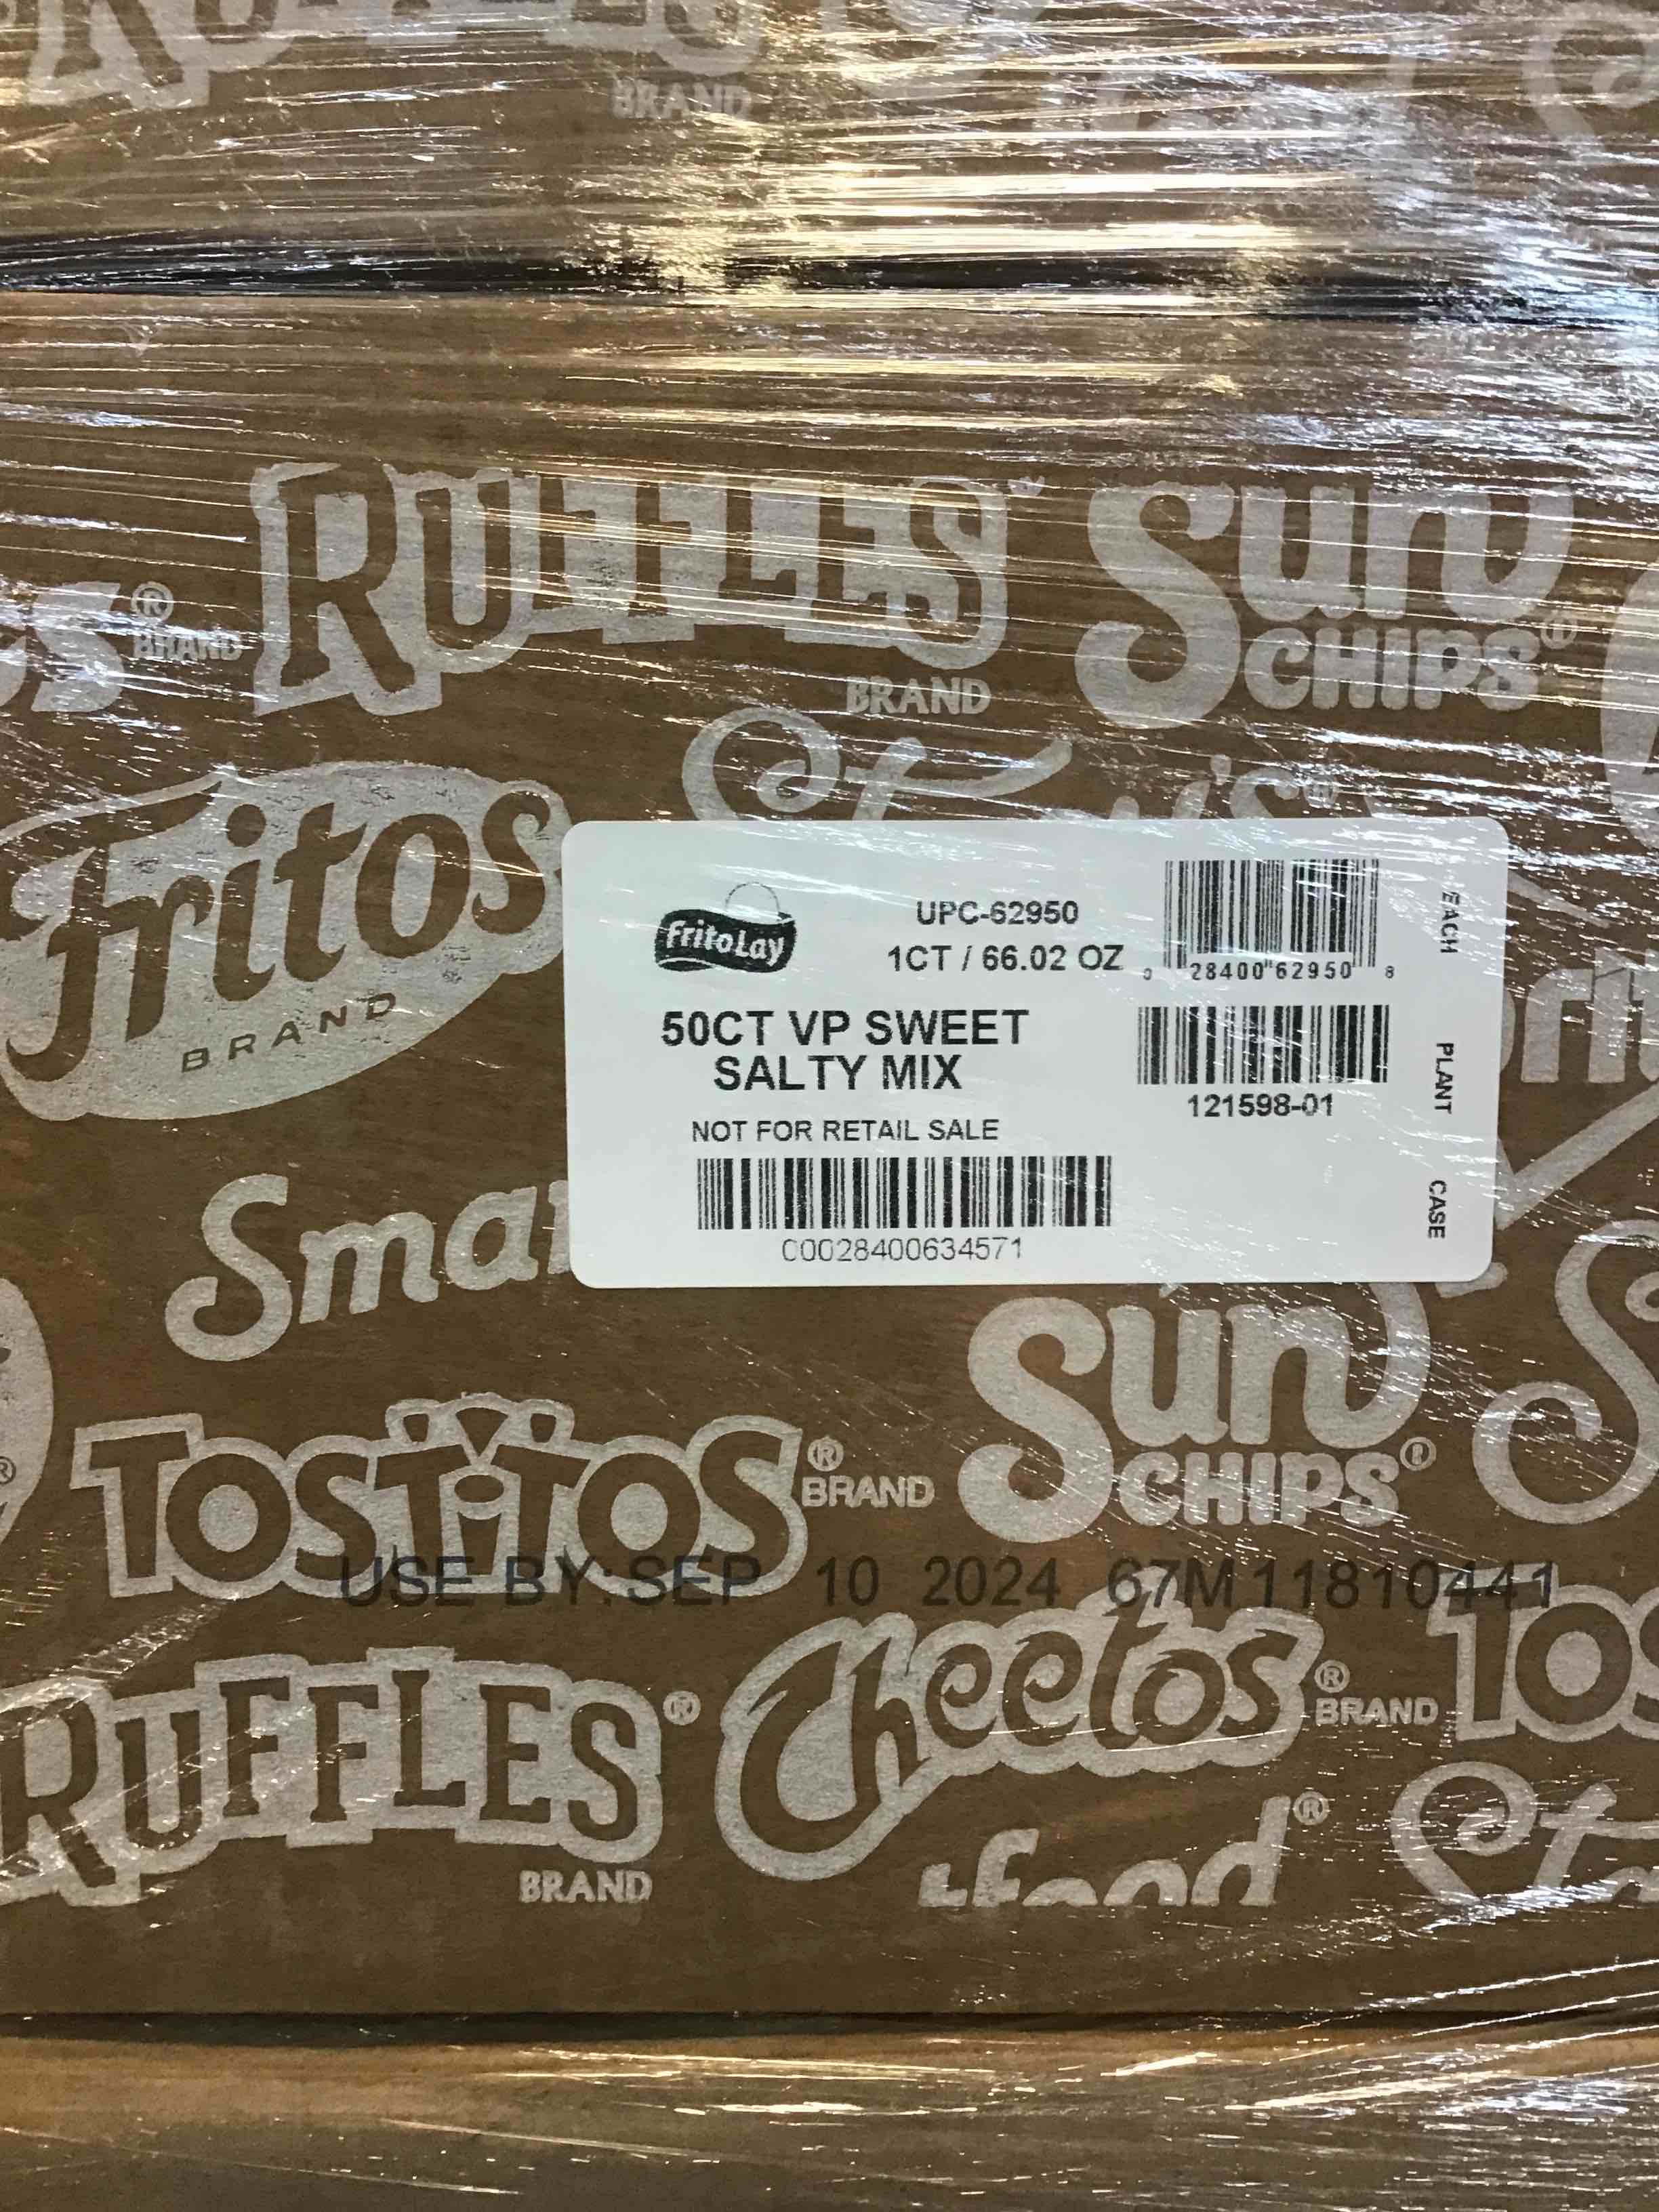 BRAND
® BRAND
RUFFLES
BRAND
Sun
CHIPS®
Fritos
BRAND
FritoLay
UPC-62950
1CT / 66.02 OZ
0 28400 62950 8
EACH
50CT VP SWEET
SALTY MIX
121598-01
PLANT
NOT FOR RETAIL SALE
00028400634571
CASE
Sun
CHIPS®
TOSTITOS® BRAND
USE BY:SEP 10 2024 67M 11810441
RUFFLES®
BRAND
Cheetos® BRAND